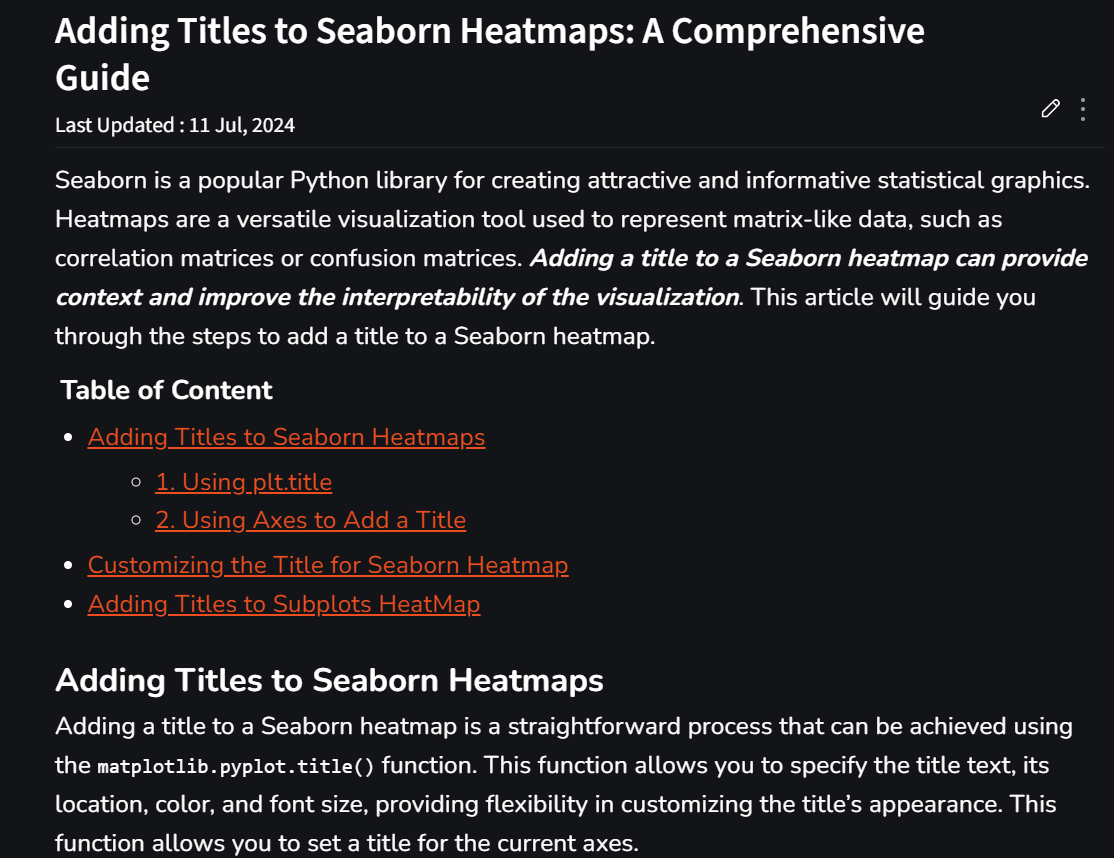 Adding Titles to Seaborn Heatmaps: A Comprehensive
Guide
Last Updated : 11 Jul, 2024
Seaborn is a popular Python library for creating attractive and informative statistical graphics.
Heatmaps are a versatile visualization tool used to represent matrix-like data, such as
correlation matrices or confusion matrices. Adding a title to a Seaborn heatmap can provide
context and improve the interpretability of the visualization. This article will guide you
through the steps to add a title to a Seaborn heatmap.
Table of Content
Adding Titles to Seaborn Heatmaps
1. Using plt.title
2. Using Axes to Add a Title
Customizing the Title for Seaborn Heatmap
Adding Titles to Subplots HeatMap
Adding Titles to Seaborn Heatmaps
Adding a title to a Seaborn heatmap is a straightforward process that can be achieved using
the matplotlib.pyplot.title() function. This function allows you to specify the title text, its
location, color, and font size, providing flexibility in customizing the title’s appearance. This
function allows you to set a title for the current axes.